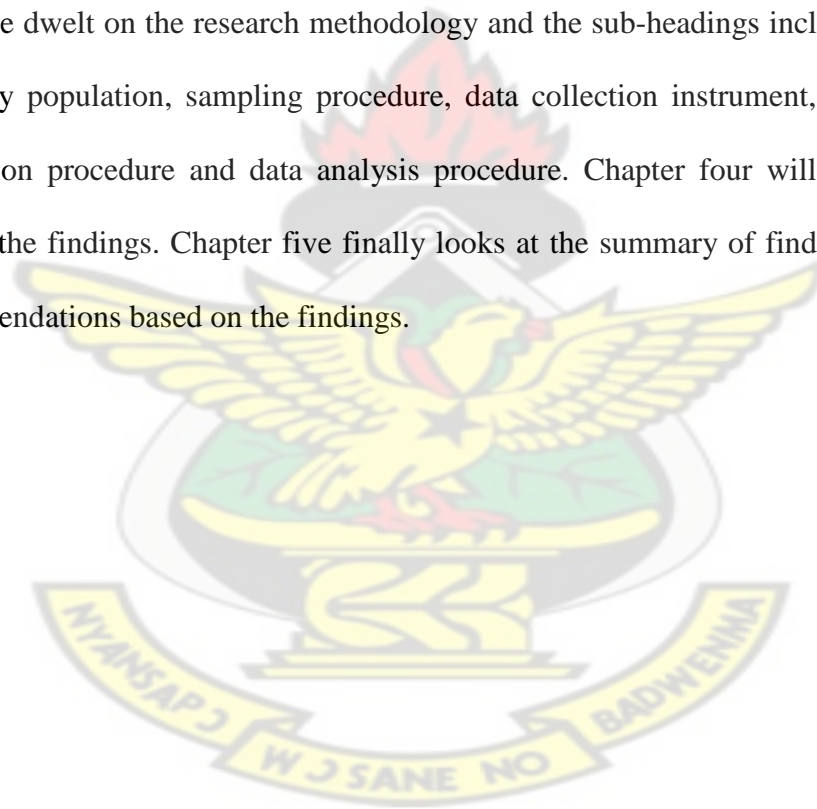 e dwelt on the research methodology and the sub-headings incl
y population, sampling procedure, data collection instrument,
on procedure and data analysis procedure. Chapter four will
the findings. Chapter five finally looks at the summary of find
endations based on the findings.
NYANSAPƆ WƆ SANE NO BADWENMA